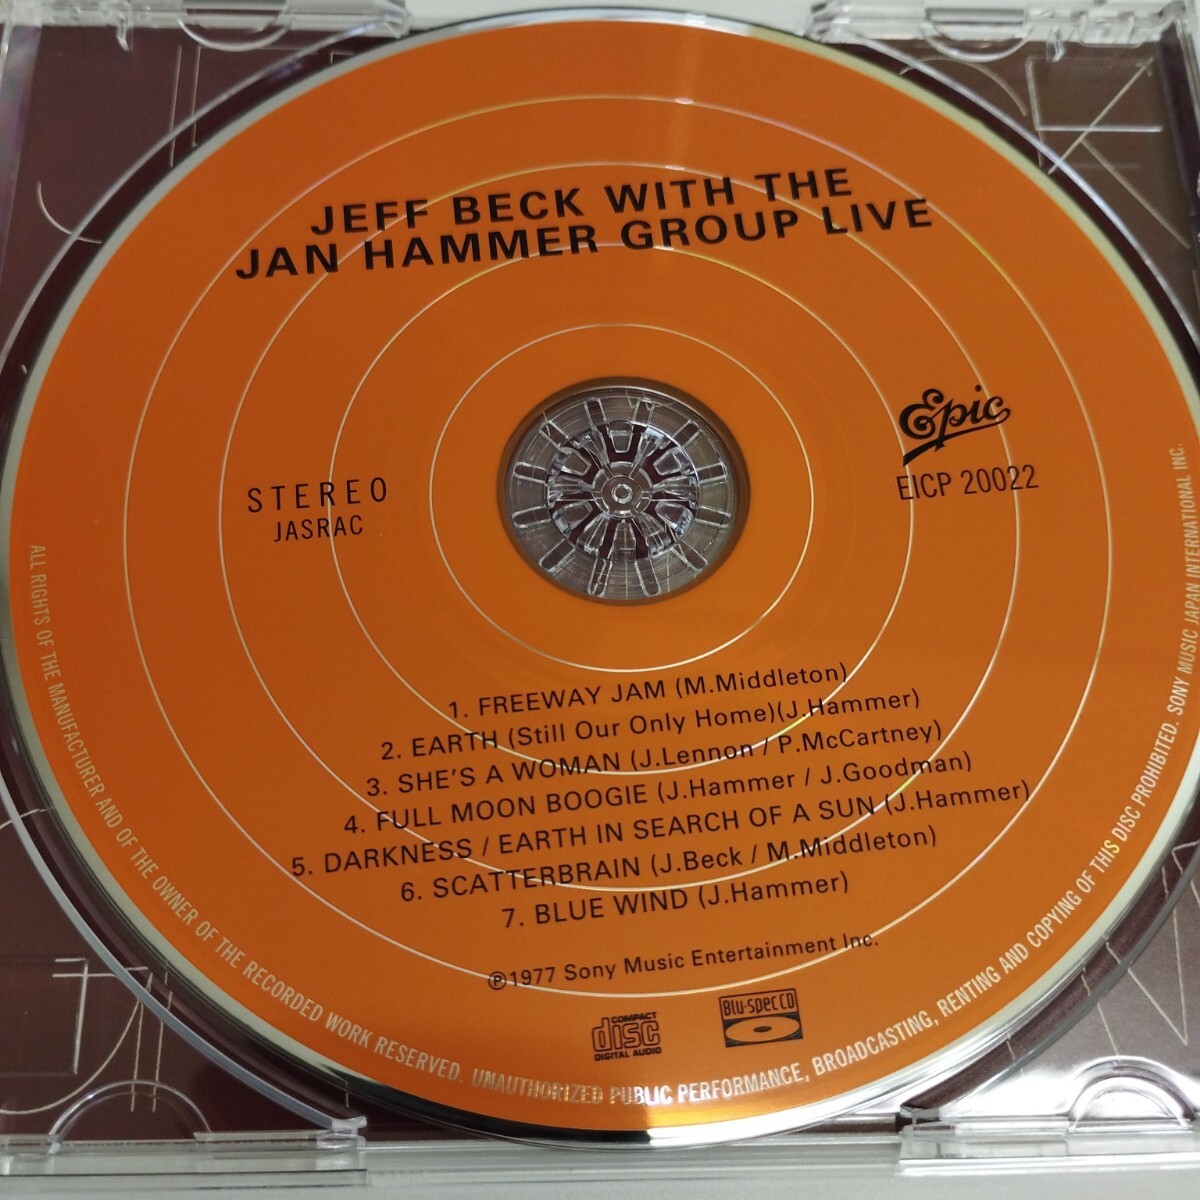 JEFF BECK WITH THE
JAN HAMMER GROUP LIVE
Epic
EICP 20022
STEREO
JASRAC
1. FREEWAY JAM (M.Middleton)
2. EARTH (Still Our Only Home)(J.Hammer)
3. SHE'S A WOMAN (J.Lennon / P.McCartney)
4. FULL MOON BOOGIE (J.Hammer / J.Goodman)
5. DARKNESS / EARTH IN SEARCH OF A SUN (J.Hammer)
6. SCATTERBRAIN (J.Beck / M.Middleton)
7. BLUE WIND (J.Hammer)
℗1977 Sony Music Entertainment Inc.
COMPACT
disc
DIGITAL AUDIO
Blu-spec CD
ALL RIGHTS OF THE MANUFACTURER AND OF THE OWNER OF THE RECORDED WORK RESERVED. UNAUTHORIZED PUBLIC PERFORMANCE, BROADCASTING, RENTING AND COPYING OF THIS DISC PROHIBITED. SONY MUSIC JAPAN INTERNATIONAL INC.